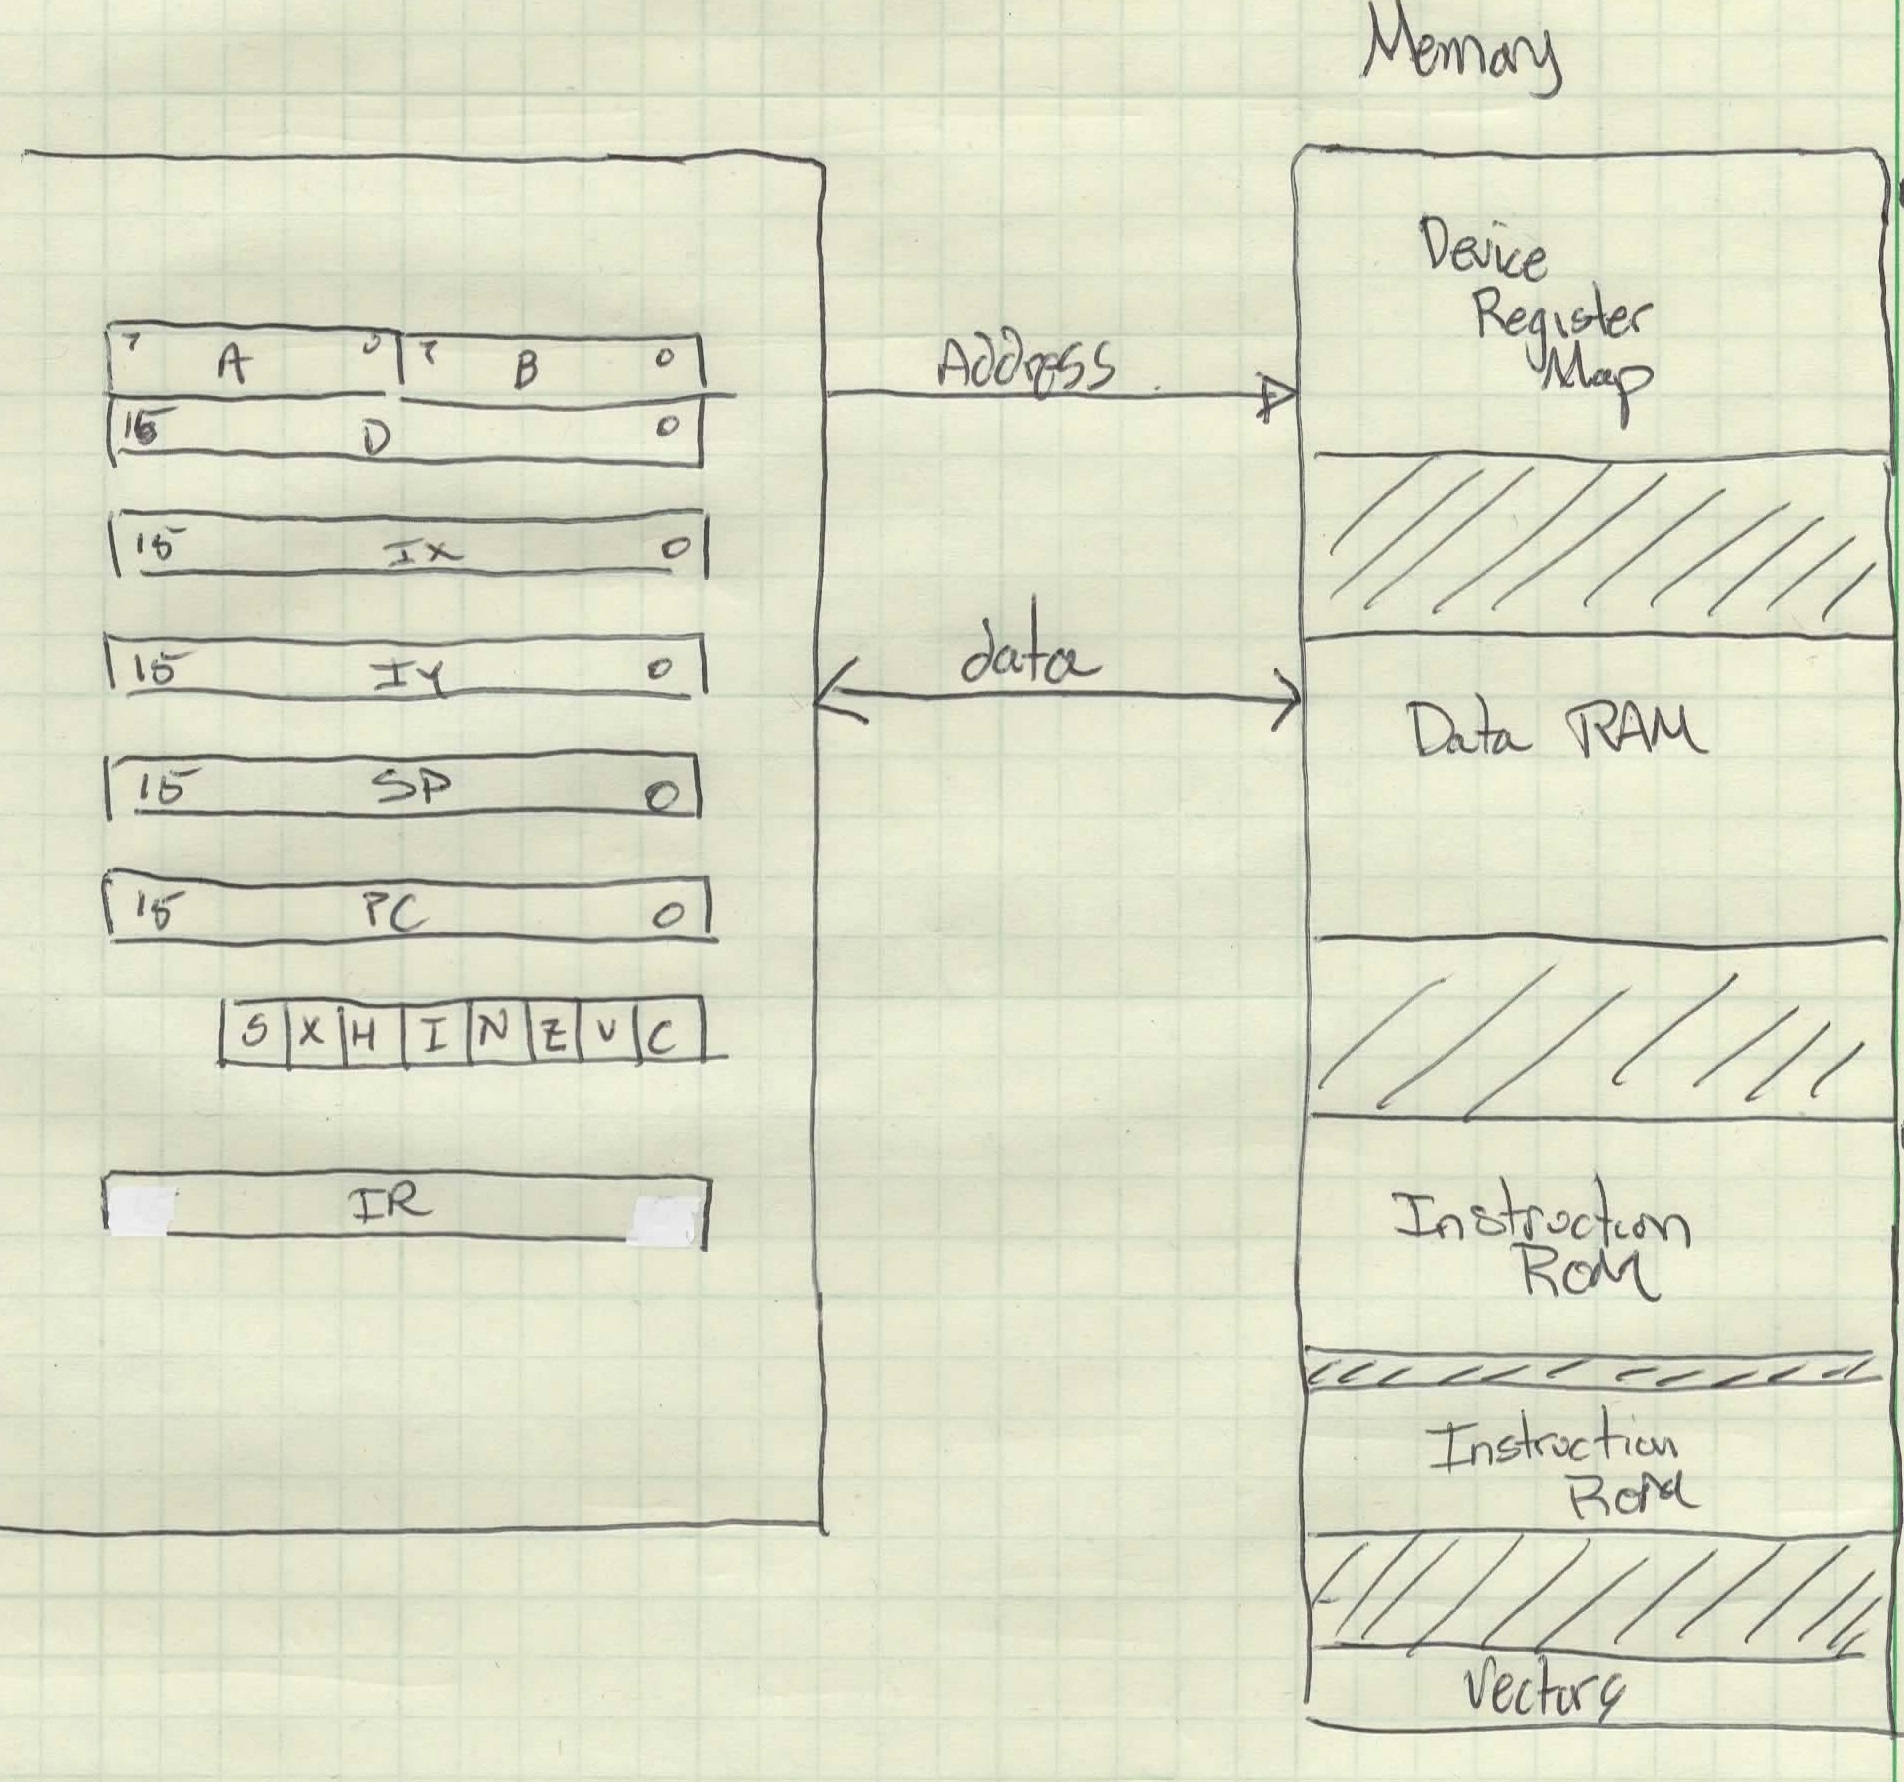 Memory
7 A 0 7 B 0
15 D 0
15 IX 0
15 IY 0
15 SP 0
15 PC 0
S X H I N Z V C
IR
Address
data
Device
Register
Map
Data RAM
Instruction
ROM
Instruction
ROM
Vectors